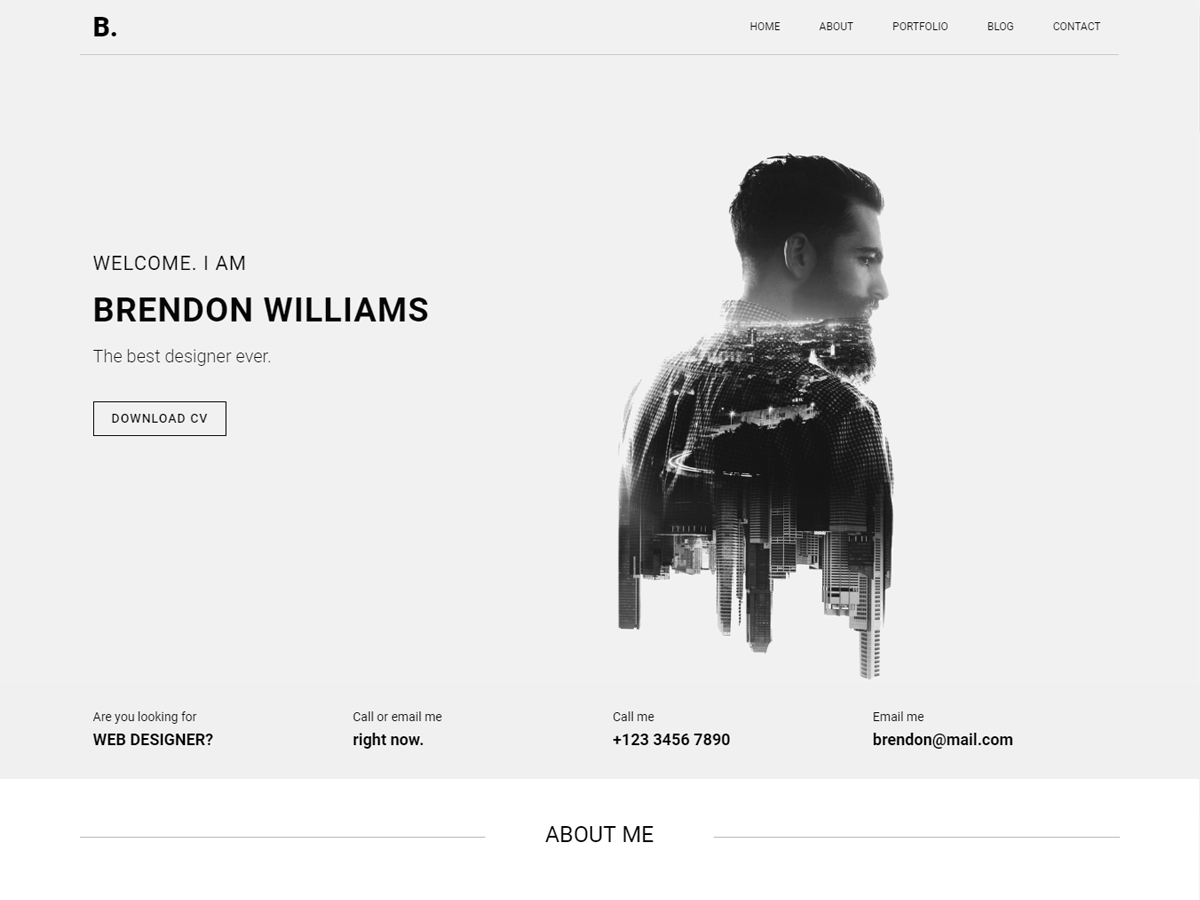 B.
HOME ABOUT PORTFOLIO BLOG CONTACT
WELCOME. I AM
BRENDON WILLIAMS
The best designer ever.
DOWNLOAD CV
Are you looking for
WEB DESIGNER?
Call or email me
right now.
Call me
+123 3456 7890
Email me
brendon@mail.com
ABOUT ME